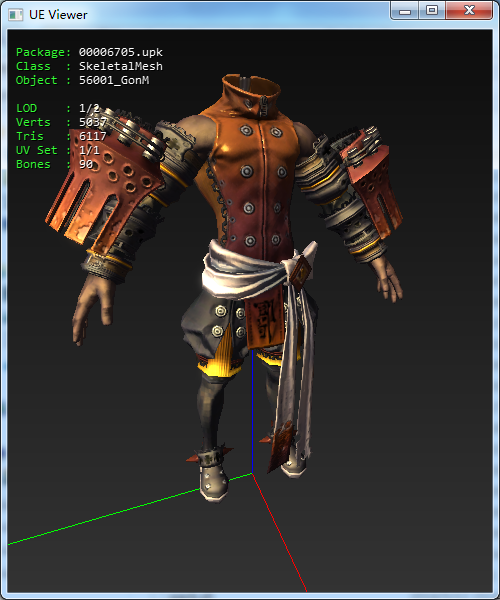 UE Viewer
Package: 00006705.upk
Class : SkeletalMesh
Object : 56001_GonM
LOD : 1/2
Verts : 5037
Tris : 6117
UV Set : 1/1
Bones : 90